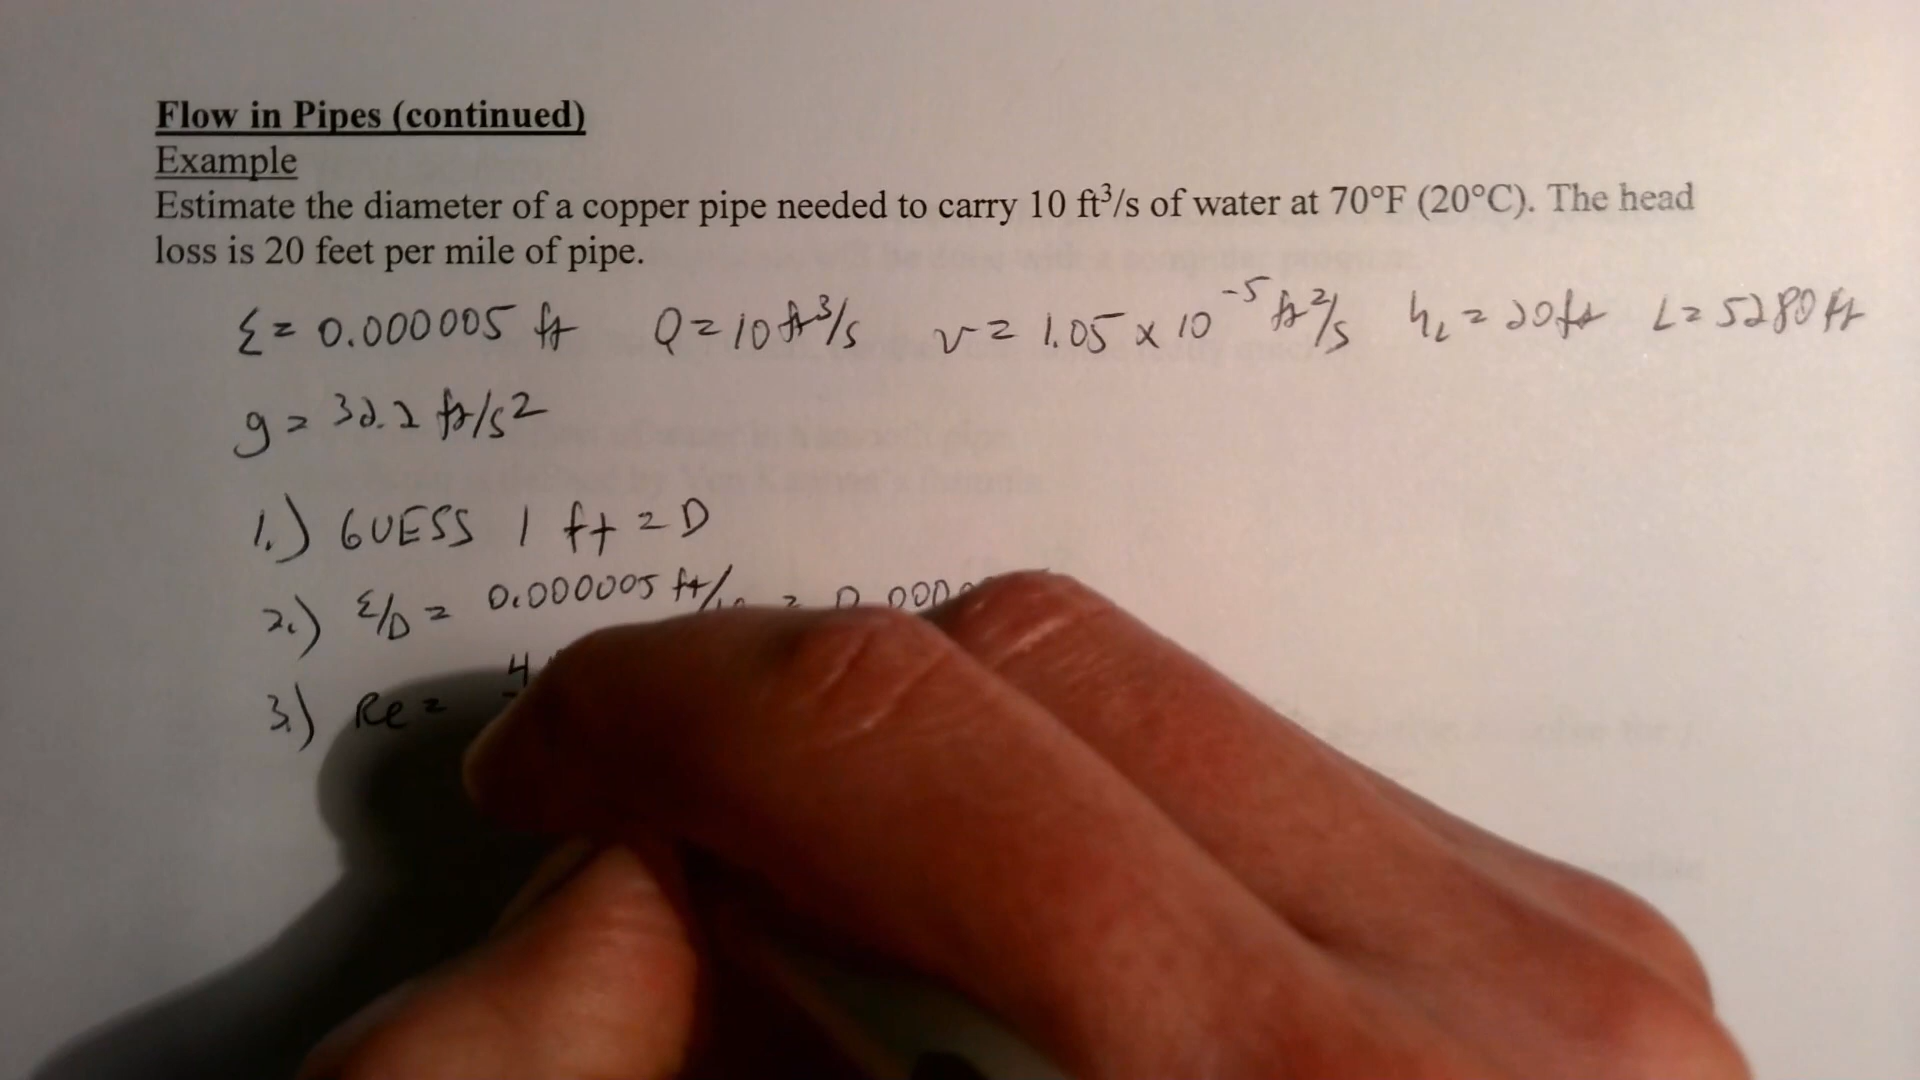 Flow in Pipes (continued)
Example
Estimate the diameter of a copper pipe needed to carry 10 ft³/s of water at 70°F (20°C). The head
loss is 20 feet per mile of pipe.
ε = 0.000005 ft Q = 10 ft³/s ν = 1.05 x 10⁻⁵ ft²/s h_L = 20 ft L = 5280 ft
g = 32.2 ft/s²
1.) GUESS 1 ft = D
2.) ε/D = 0.000005 ft/ = 0.000
3.) Re = 4